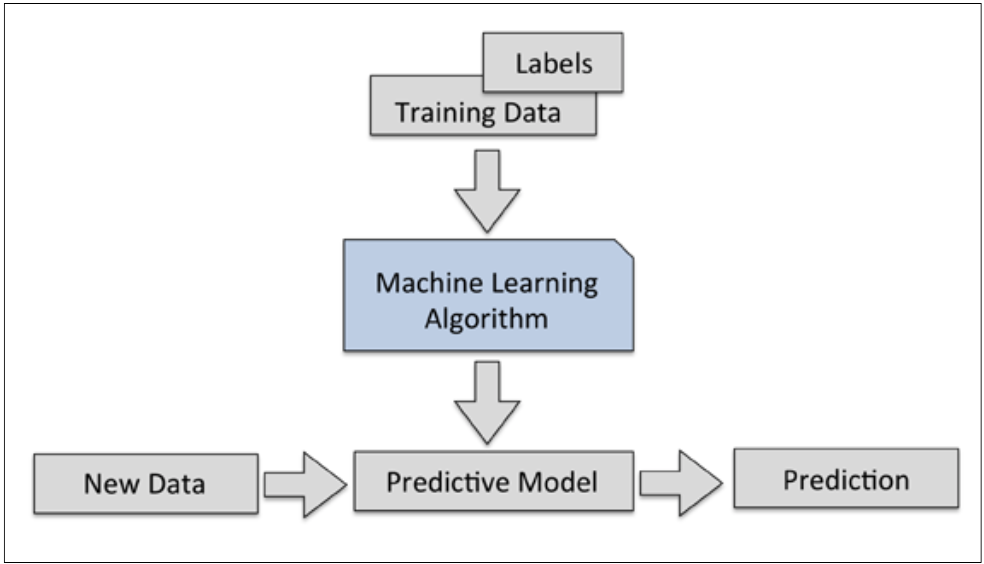 Labels
Training Data
Machine Learning
Algorithm
New Data
Predictive Model
Prediction